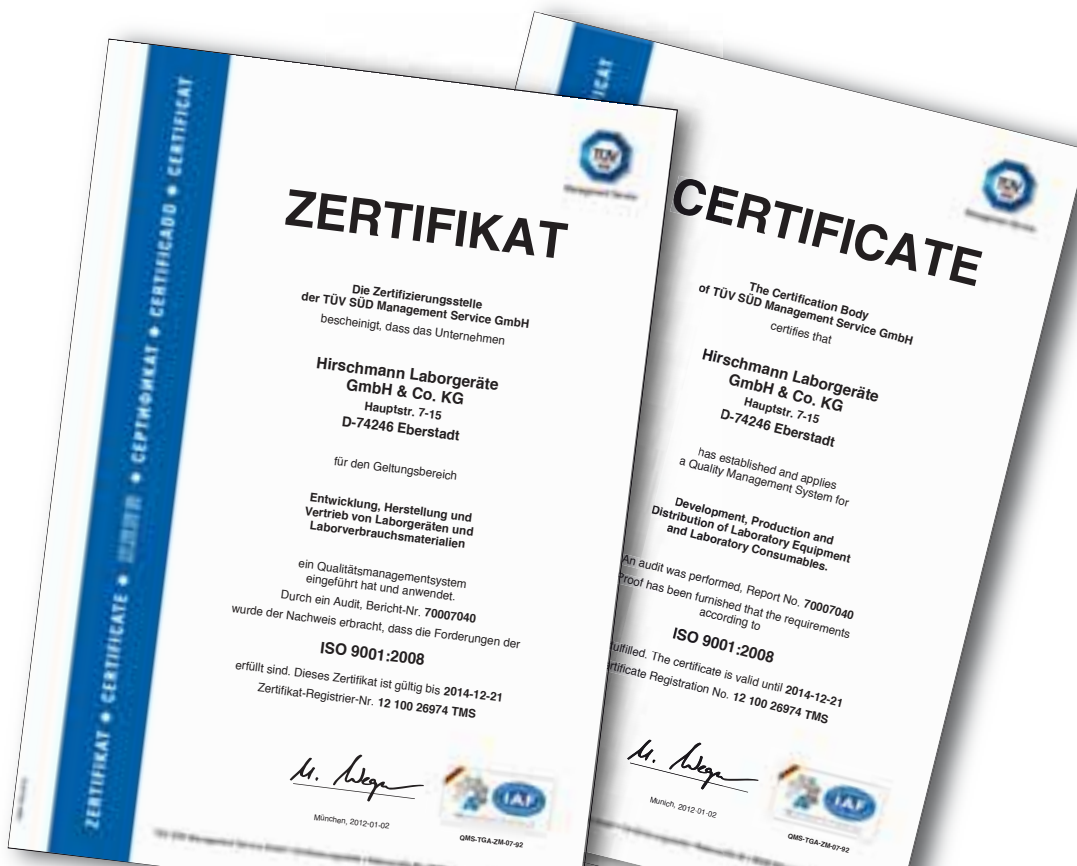 ZERTIFIKAT ◆ CERTIFICATE ◆
◆ СЕРТИФИКАТ ◆ CERTIFICADO ◆ CERTIFICAT
TÜV
Management Service
ZERTIFIKAT
Die Zertifizierungsstelle
der TÜV SÜD Management Service GmbH
bescheinigt, dass das Unternehmen
Hirschmann Laborgeräte
GmbH & Co. KG
Hauptstr. 7-15
D-74246 Eberstadt
für den Geltungsbereich
Entwicklung, Herstellung und
Vertrieb von Laborgeräten und
Laborverbrauchsmaterialien
ein Qualitätsmanagementsystem
eingeführt hat und anwendet.
Durch ein Audit, Bericht-Nr. 70007040
wurde der Nachweis erbracht, dass die Forderungen der
ISO 9001:2008
erfüllt sind. Dieses Zertifikat ist gültig bis 2014-12-21
Zertifikat-Registrier-Nr. 12 100 26974 TMS
München, 2012-01-02
IAF
QMS-TGA-ZM-07-92
ICAT
TÜV
Management Service
CERTIFICATE
The Certification Body
of TÜV SÜD Management Service GmbH
certifies that
Hirschmann Laborgeräte
GmbH & Co. KG
Hauptstr. 7-15
D-74246 Eberstadt
has established and applies
a Quality Management System for
Development, Production and
Distribution of Laboratory Equipment
and Laboratory Consumables.
An audit was performed, Report No. 70007040
Proof has been furnished that the requirements
according to
ISO 9001:2008
ulfilled. The certificate is valid until 2014-12-21
rtificate Registration No. 12 100 26974 TMS
Munich, 2012-01-02
IAF
QMS-TGA-ZM-07-92